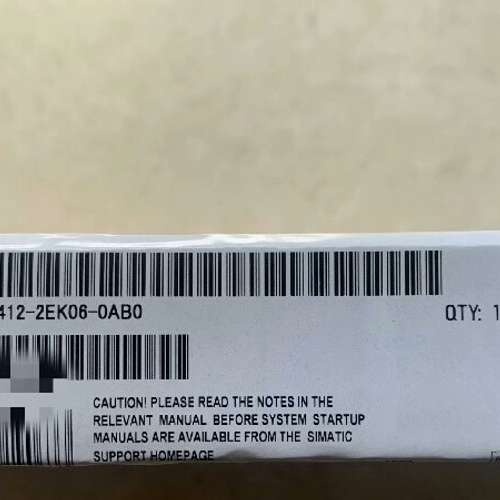 412-2EK06-0AB0
QTY: 1
CAUTION! PLEASE READ THE NOTES IN THE
RELEVANT MANUAL BEFORE SYSTEM STARTUP
MANUALS ARE AVAILABLE FROM THE SIMATIC
SUPPORT HOMEPAGE